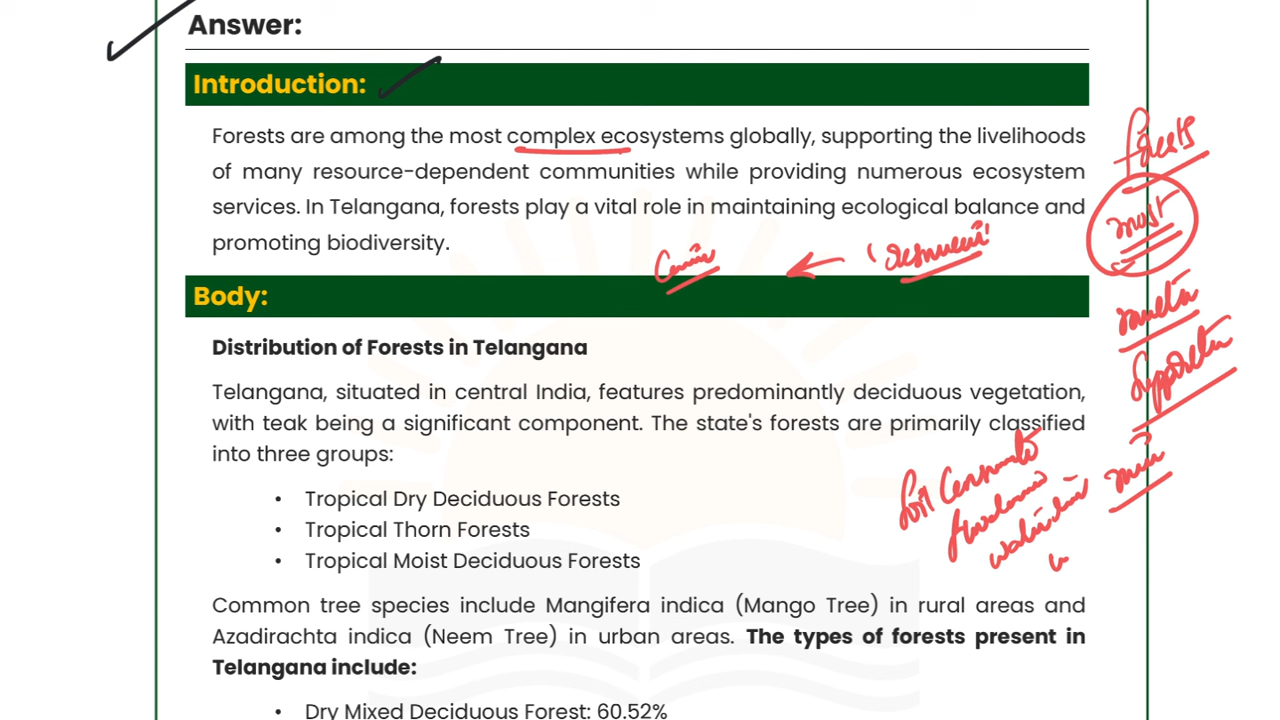 Answer:
Introduction:
Forests are among the most complex ecosystems globally, supporting the livelihoods
of many resource-dependent communities while providing numerous ecosystem
services. In Telangana, forests play a vital role in maintaining ecological balance and
promoting biodiversity.
Body:
Distribution of Forests in Telangana
Telangana, situated in central India, features predominantly deciduous vegetation,
with teak being a significant component. The state's forests are primarily classified
into three groups:
• Tropical Dry Deciduous Forests
• Tropical Thorn Forests
• Tropical Moist Deciduous Forests
Common tree species include Mangifera indica (Mango Tree) in rural areas and
Azadirachta indica (Neem Tree) in urban areas. The types of forests present in
Telangana include:
• Dry Mixed Deciduous Forest: 60.52%
Forests
most